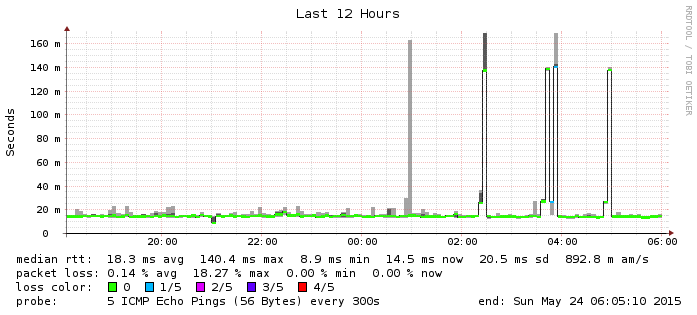 Last 12 Hours
RRDTOOL / TOBI OETIKER
Seconds
160 m
140 m
120 m
100 m
80 m
60 m
40 m
20 m
0
20:00 22:00 00:00 02:00 04:00 06:00
median rtt: 18.3 ms avg 140.4 ms max 8.9 ms min 14.5 ms now 20.5 ms sd 892.8 m am/s
packet loss: 0.14 % avg 18.27 % max 0.00 % min 0.00 % now
loss color: 0 1/5 2/5 3/5 4/5
probe: 5 ICMP Echo Pings (56 Bytes) every 300s end: Sun May 24 06:05:10 2015